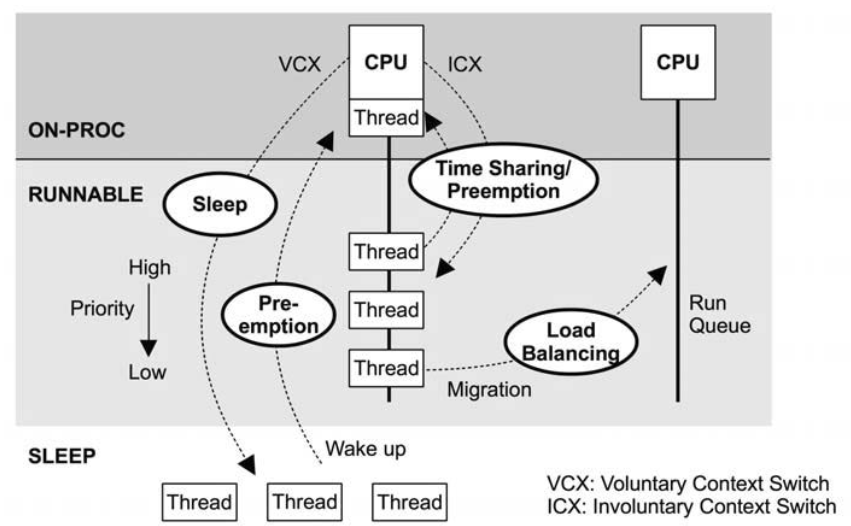 VCX
CPU
ICX
CPU
Thread
ON-PROC
Time Sharing/
Preemption
RUNNABLE
Sleep
Thread
High
Priority
Low
Pre-
emption
Thread
Run
Queue
Load
Balancing
Thread
Migration
SLEEP
Wake up
Thread
Thread
Thread
VCX: Voluntary Context Switch
ICX: Involuntary Context Switch